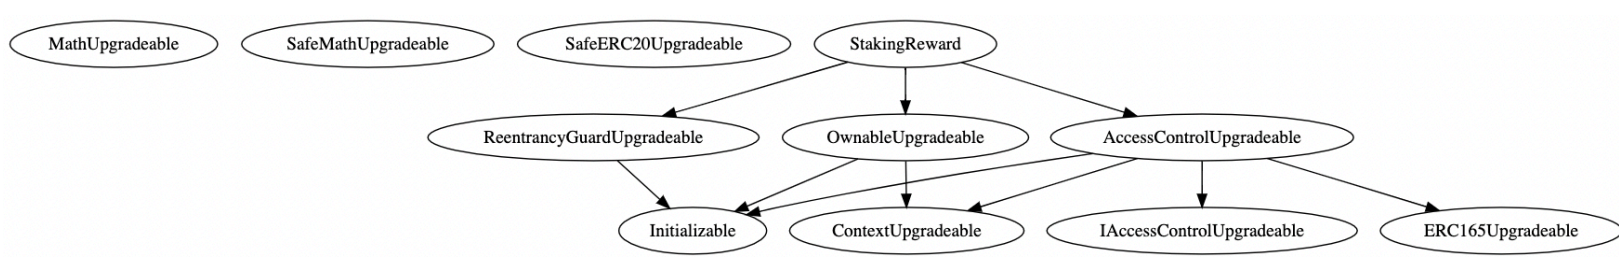 MathUpgradeable
SafeMathUpgradeable
SafeERC20Upgradeable
StakingReward
ReentrancyGuardUpgradeable
OwnableUpgradeable
AccessControlUpgradeable
Initializable
ContextUpgradeable
IAccessControlUpgradeable
ERC165Upgradeable